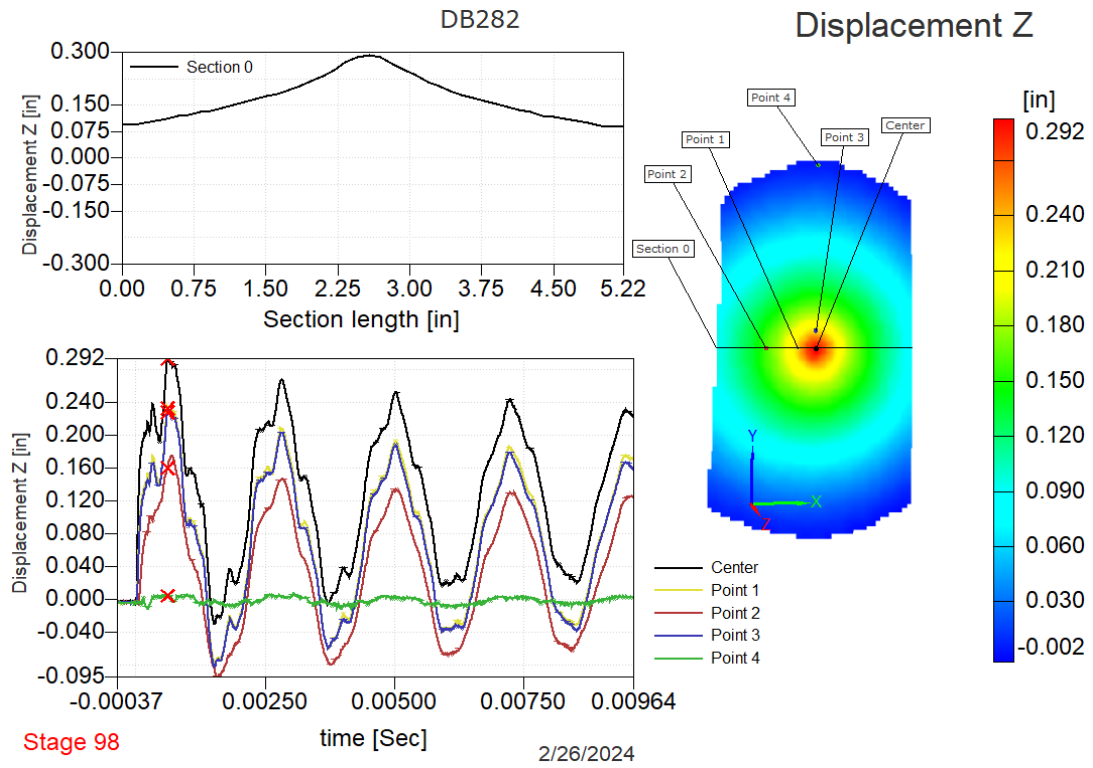 DB282
Displacement Z
0.300
0.150
0.075
0.000
-0.075
-0.150
-0.300
Displacement Z [in]
Section 0
0.00 0.75 1.50 2.25 3.00 3.75 4.50 5.22
Section length [in]
0.292
0.240
0.200
0.160
0.120
0.080
0.040
0.000
-0.040
-0.095
Displacement Z [in]
-0.00037 0.00250 0.00500 0.00750 0.00964
time [Sec]
Stage 98
2/26/2024
Point 4
Point 3
Center
Point 1
Point 2
Section 0
Y
X
Z
Center
Point 1
Point 2
Point 3
Point 4
[in]
0.292
0.240
0.210
0.180
0.150
0.120
0.090
0.060
0.030
-0.002